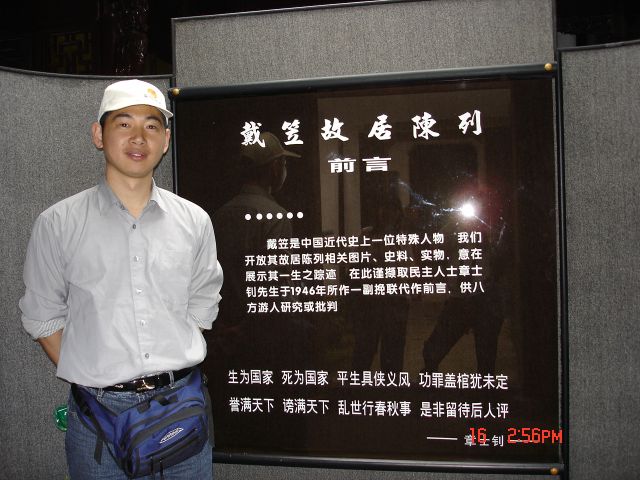 戴笠故居陳列
前言
••••••
戴笠是中国近代史上一位特殊人物 我们
开放其故居陈列相关图片、史料、实物,意在
展示其一生之踪迹 在此谨撷取民主人士章士
钊先生于1946年所作一副挽联代作前言,供八
方游人研究或批判
生为国家 死为国家 平生具侠义风 功罪盖棺犹未定
誉满天下 谤满天下 乱世行春秋事 是非留待后人评
—— 章士钊 ——
16 2:56PM